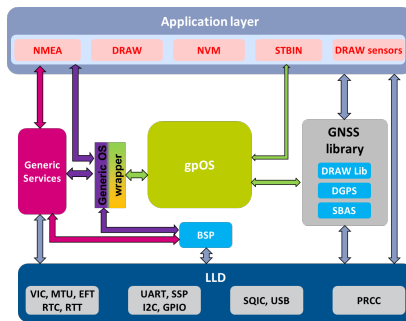 Application layer
NMEA
DRAW
NVM
STBIN
DRAW sensors
Generic
Services
Generic OS
wrapper
gpOS
GNSS
library
DRAW Lib
DGPS
SBAS
BSP
LLD
VIC, MTU, EFT
RTC, RTT
UART, SSP
I2C, GPIO
SQIC, USB
PRCC